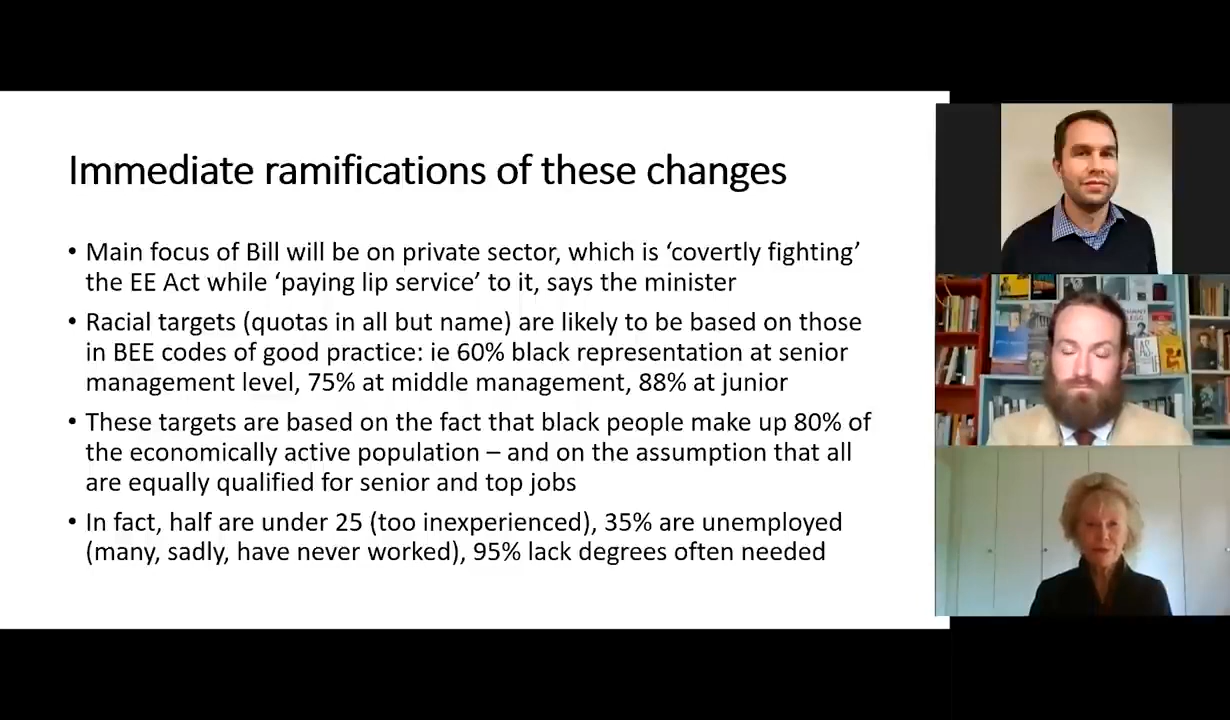 Immediate ramifications of these changes
• Main focus of Bill will be on private sector, which is ‘covertly fighting’
the EE Act while ‘paying lip service’ to it, says the minister
• Racial targets (quotas in all but name) are likely to be based on those
in BEE codes of good practice: ie 60% black representation at senior
management level, 75% at middle management, 88% at junior
• These targets are based on the fact that black people make up 80% of
the economically active population – and on the assumption that all
are equally qualified for senior and top jobs
• In fact, half are under 25 (too inexperienced), 35% are unemployed
(many, sadly, have never worked), 95% lack degrees often needed